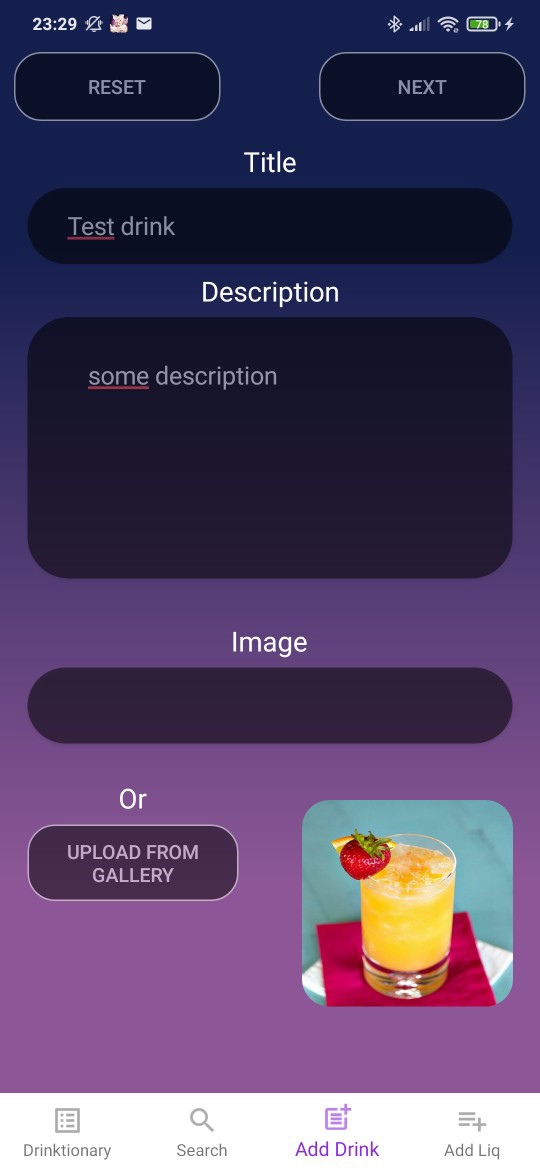 23:29
78
RESET
NEXT
Title
Test drink
Description
some description
Image
Or
UPLOAD FROM
GALLERY
Drinktionary
Search
Add Drink
Add Liq